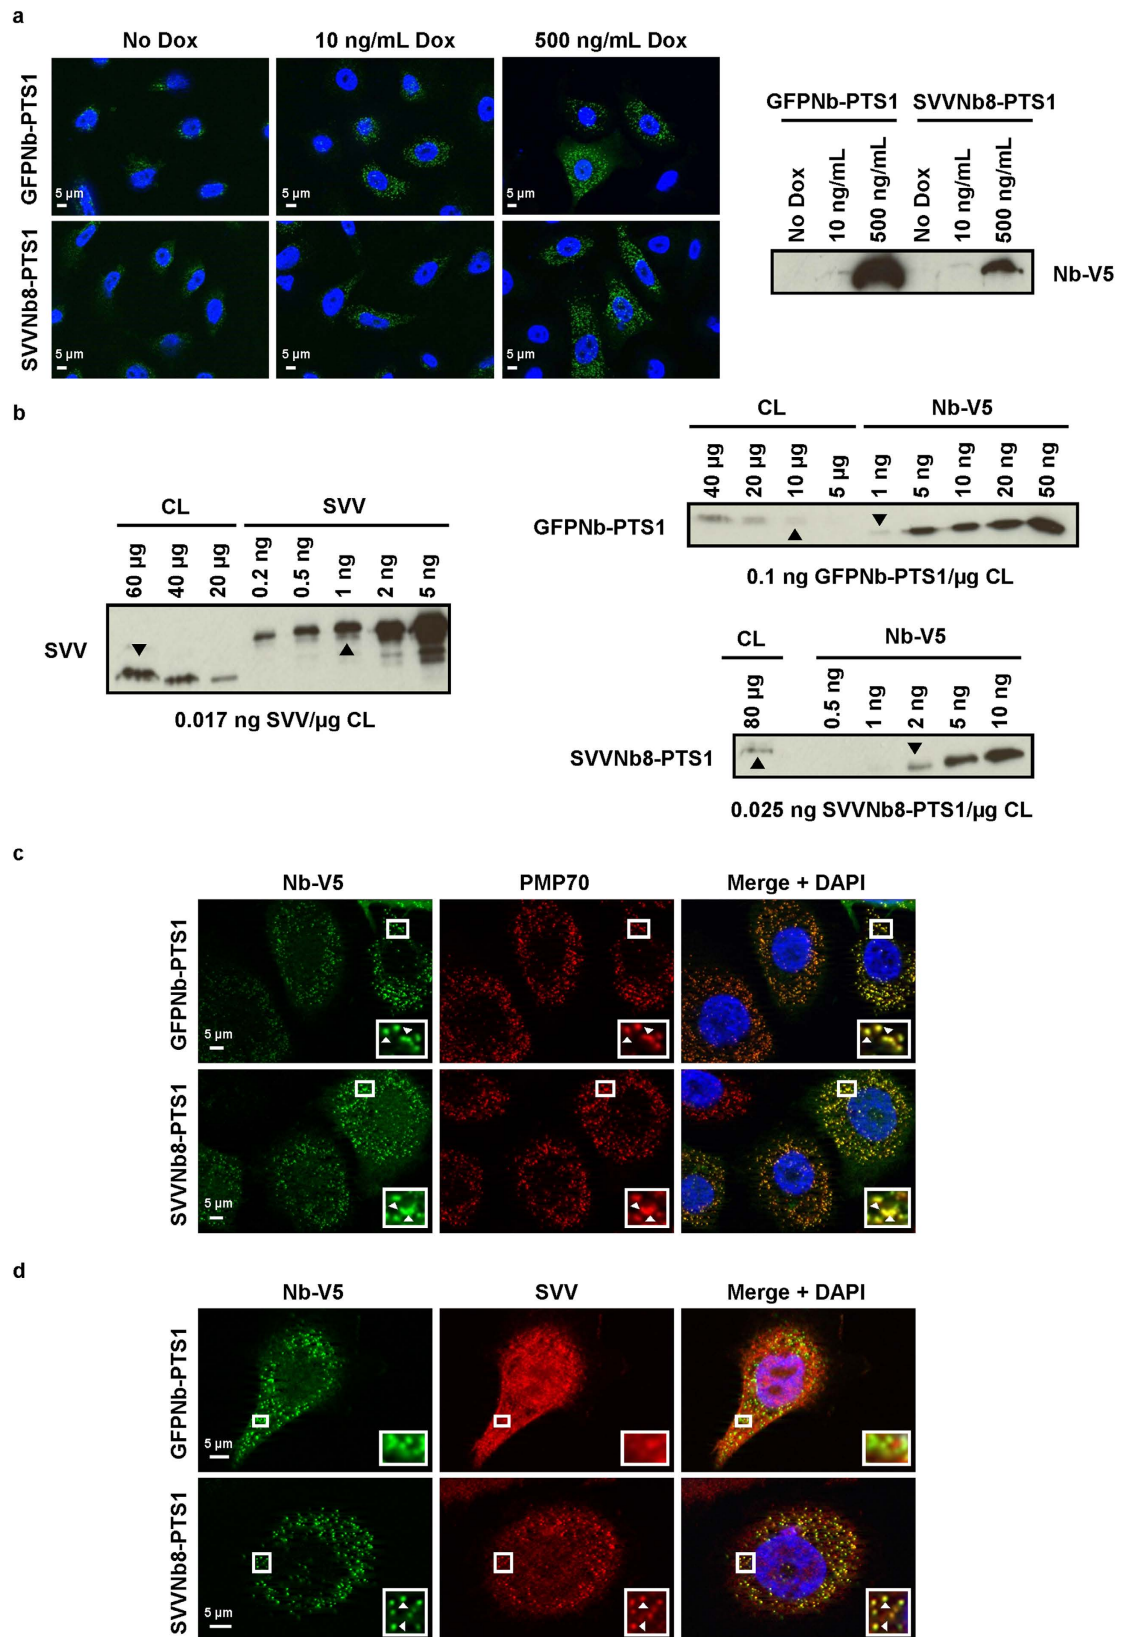 a
No Dox 10 ng/mL Dox 500 ng/mL Dox
GFPNb-PTS1 SVVNb8-PTS1
No Dox 10 ng/mL 500 ng/mL No Dox 10 ng/mL 500 ng/mL
Nb-V5
GFPNb-PTS1
5 µm 5 µm 5 µm
SVVNb8-PTS1
5 µm 5 µm 5 µm
b
CL SVV
60 µg 40 µg 20 µg 0.2 ng 0.5 ng 1 ng 2 ng 5 ng
SVV
0.017 ng SVV/µg CL
CL Nb-V5
40 µg 20 µg 10 µg 5 µg 1 ng 5 ng 10 ng 20 ng 50 ng
GFPNb-PTS1
0.1 ng GFPNb-PTS1/µg CL
CL Nb-V5
80 µg 0.5 ng 1 ng 2 ng 5 ng 10 ng
SVVNb8-PTS1
0.025 ng SVVNb8-PTS1/µg CL
c
Nb-V5 PMP70 Merge + DAPI
GFPNb-PTS1
5 µm
SVVNb8-PTS1
5 µm
d
Nb-V5 SVV Merge + DAPI
GFPNb-PTS1
5 µm
SVVNb8-PTS1
5 µm